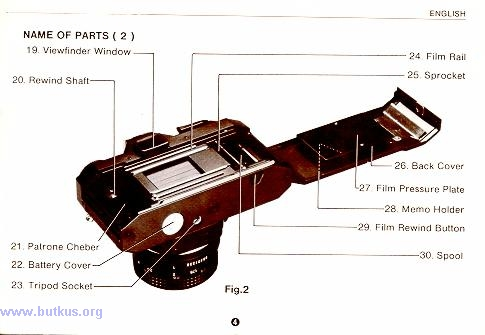 ENGLISH
NAME OF PARTS ( 2 )
19. Viewfinder Window
20. Rewind Shaft
24. Film Rail
25. Sprocket
26. Back Cover
27. Film Pressure Plate
28. Memo Holder
29. Film Rewind Button
30. Spool
21. Patrone Cheber
22. Battery Cover
23. Tripod Socket
Fig.2
4
www.butkus.org